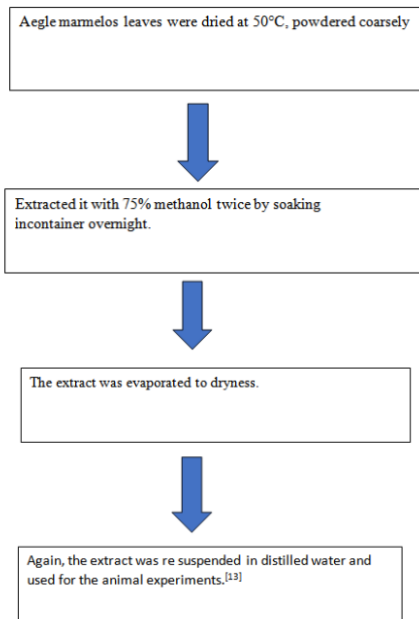 Aegle marmelos leaves were dried at 50°C, powdered coarsely
Extracted it with 75% methanol twice by soaking
incontainer overnight.
The extract was evaporated to dryness.
Again, the extract was re suspended in distilled water and
used for the animal experiments.[13]